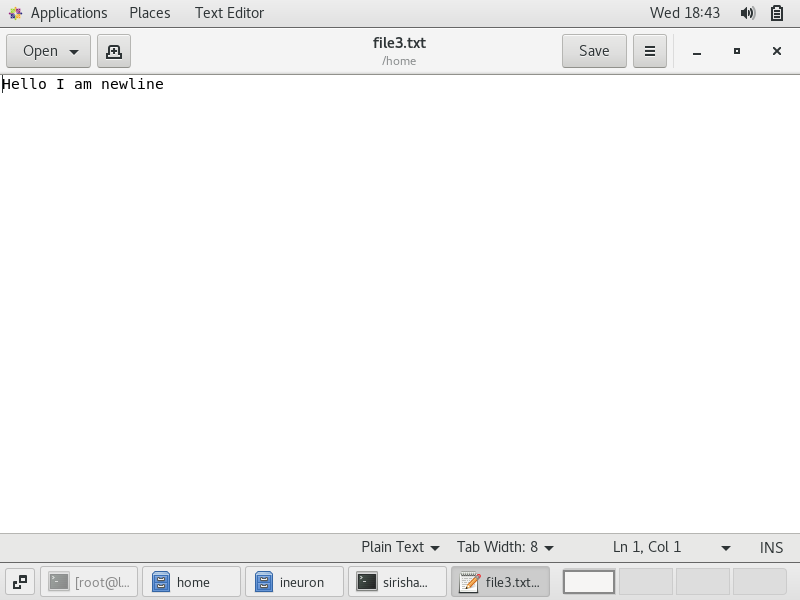 Applications Places Text Editor Wed 18:43
Open file3.txt Save
/home
Hello I am newline
Plain Text Tab Width: 8 Ln 1, Col 1 INS
[root@l... home ineuron sirisha... file3.txt...